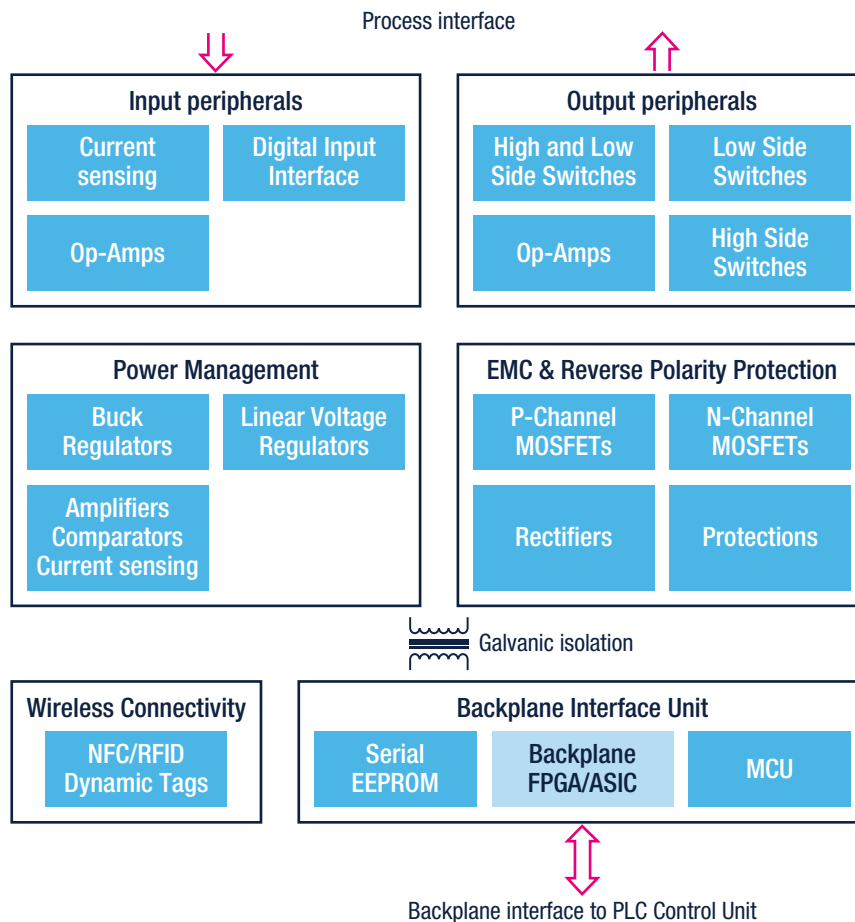 Process interface
Input peripherals
Current
sensing
Digital Input
Interface
Op-Amps
Output peripherals
High and Low
Side Switches
Low Side
Switches
Op-Amps
High Side
Switches
Power Management
Buck
Regulators
Linear Voltage
Regulators
Amplifiers
Comparators
Current sensing
EMC & Reverse Polarity Protection
P-Channel
MOSFETs
N-Channel
MOSFETs
Rectifiers
Protections
Galvanic isolation
Wireless Connectivity
NFC/RFID
Dynamic Tags
Backplane Interface Unit
Serial
EEPROM
Backplane
FPGA/ASIC
MCU
Backplane interface to PLC Control Unit